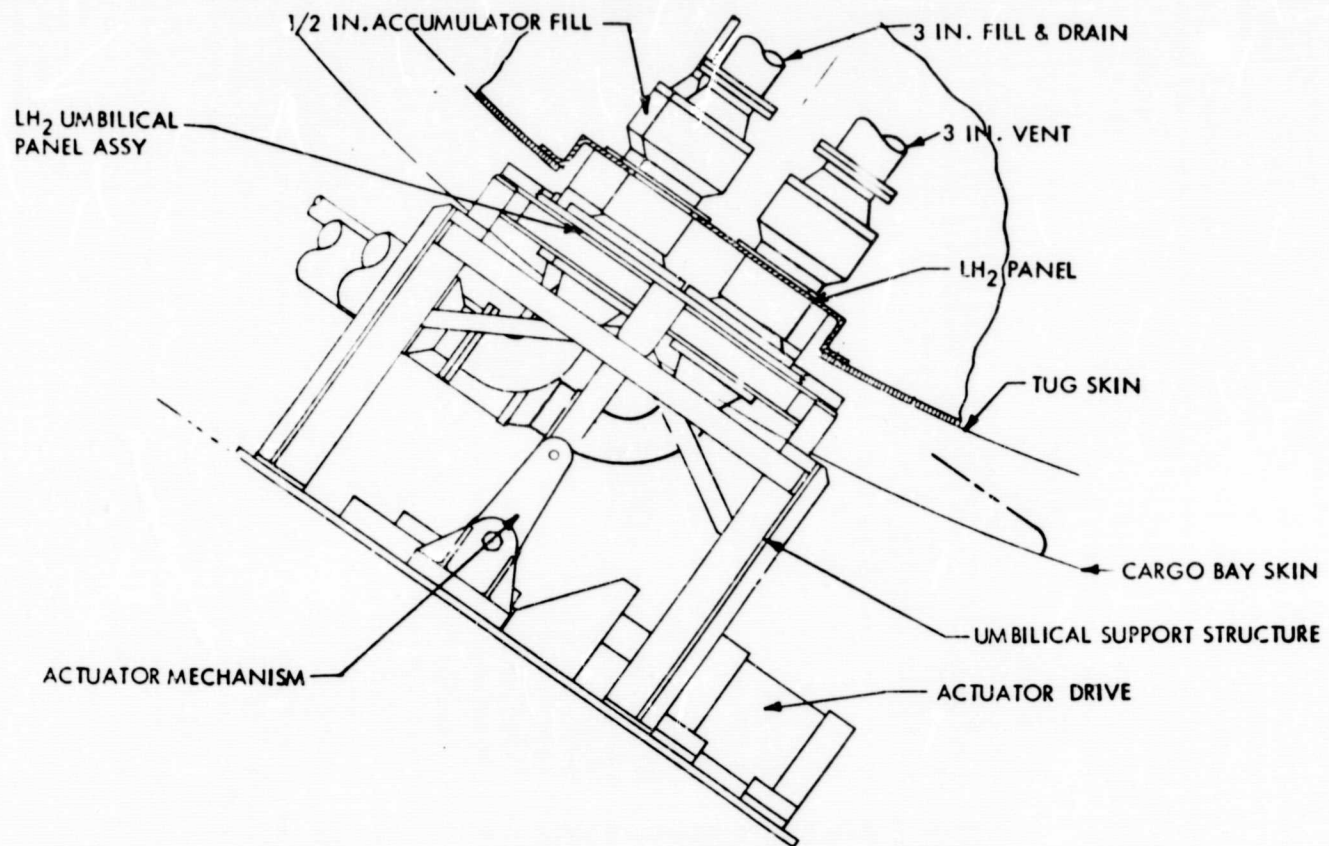 1/2 IN. ACCUMULATOR FILL
3 IN. FILL & DRAIN
LH₂ UMBILICAL
PANEL ASSY
3 IN. VENT
LH₂ PANEL
TUG SKIN
CARGO BAY SKIN
UMBILICAL SUPPORT STRUCTURE
ACTUATOR MECHANISM
ACTUATOR DRIVE